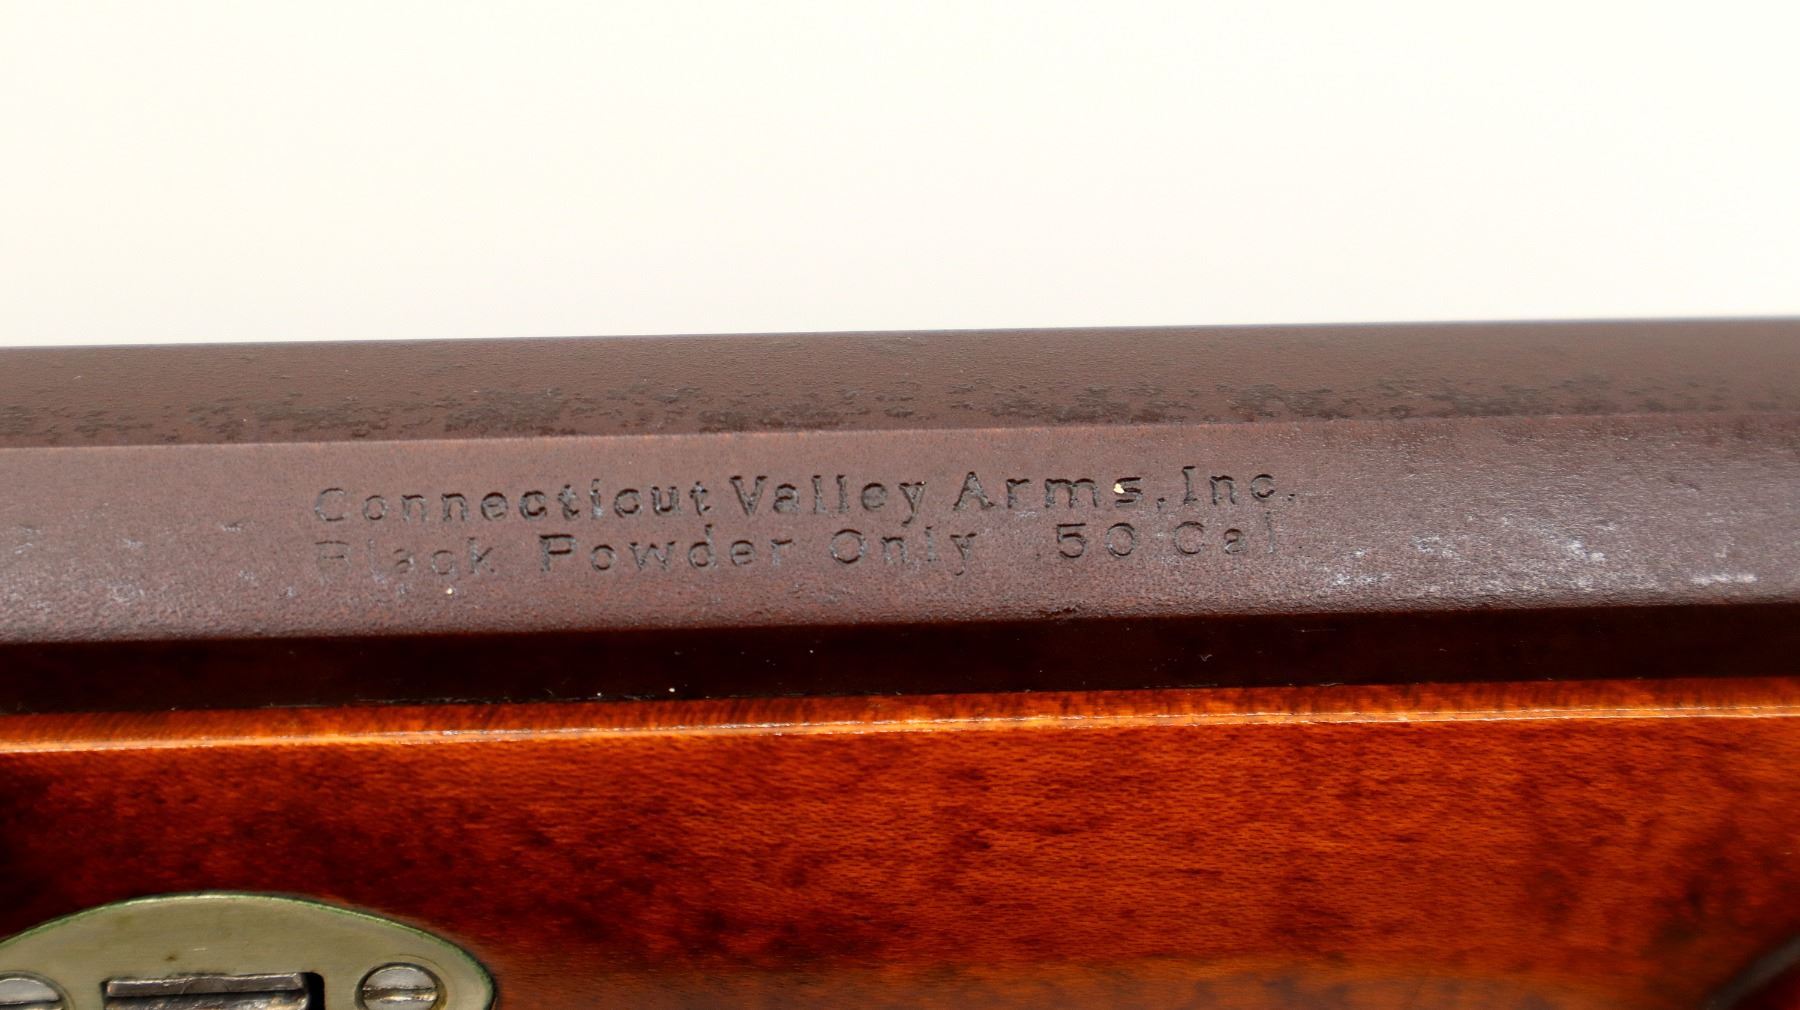 Connecticut Valley Arms, Inc.
Black Powder Only .50 Cal.